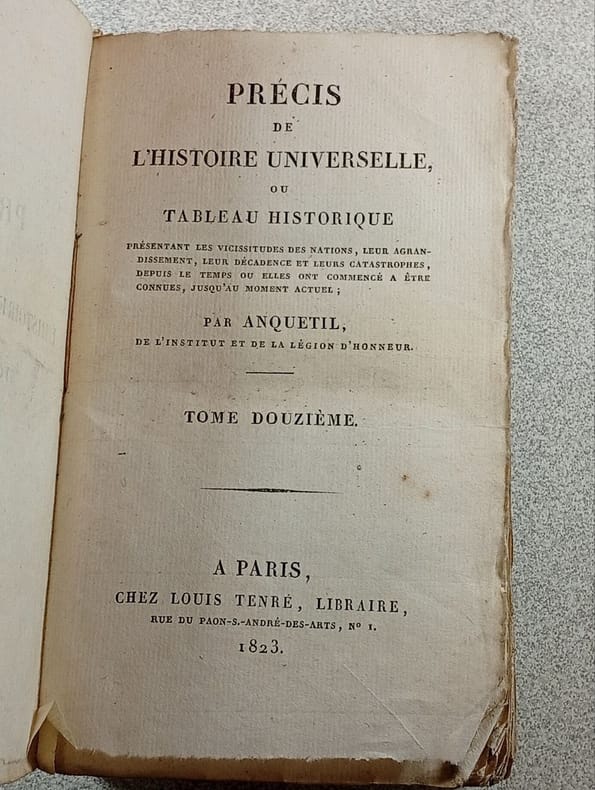 PRÉCIS
DE
L'HISTOIRE UNIVERSELLE,
OU
TABLEAU HISTORIQUE
PRÉSENTANT LES VICISSITUDES DES NATIONS, LEUR AGRAN-
DISSEMENT, LEUR DÉCADENCE ET LEURS CATASTROPHES,
DEPUIS LE TEMPS OU ELLES ONT COMMENCÉ A ÊTRE
CONNUES, JUSQU'AU MOMENT ACTUEL;
PAR ANQUETIL,
DE L'INSTITUT ET DE LA LÉGION D'HONNEUR.
TOME DOUZIÈME.
A PARIS,
CHEZ LOUIS TENRÉ, LIBRAIRE,
RUE DU PAON-S.-ANDRÉ-DES-ARTS, Nº 1.
1823.